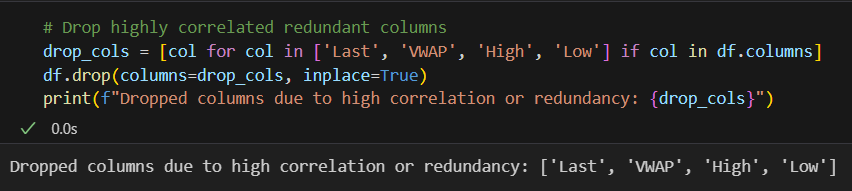 # Drop highly correlated redundant columns
drop_cols = [col for col in ['Last', 'VWAP', 'High', 'Low'] if col in df.columns]
df.drop(columns=drop_cols, inplace=True)
print(f"Dropped columns due to high correlation or redundancy: {drop_cols}")
✓ 0.0s
Dropped columns due to high correlation or redundancy: ['Last', 'VWAP', 'High', 'Low']